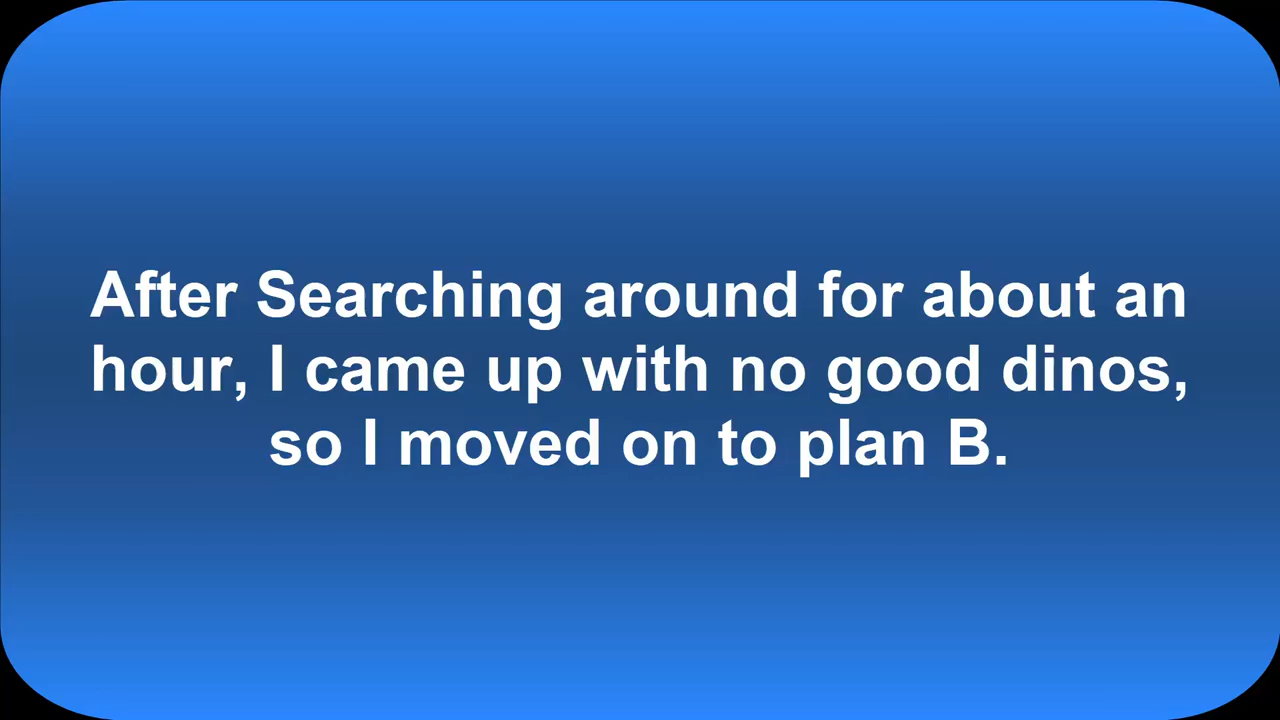 After Searching around for about an
hour, I came up with no good dinos,
so I moved on to plan B.